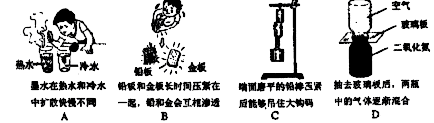 热水
冷水
墨水在热水和冷水
中扩散快慢不同
A
铅板
金板
铅板和金板长时间压紧在
一起，铅和金会互相渗透
B
端面磨平的铅棒压紧
后能够吊住大钩码
C
空气
玻璃板
二氧化氮
抽去玻璃板后，两瓶
中的气体逐渐混合
D